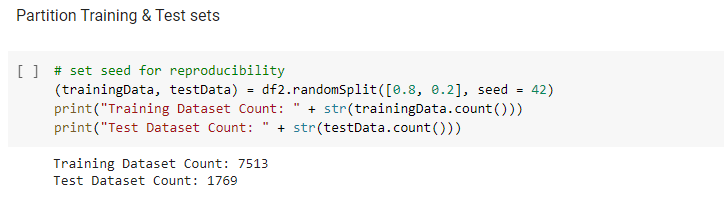 Partition Training & Test sets
[ ] # set seed for reproducibility
(trainingData, testData) = df2.randomSplit([0.8, 0.2], seed = 42)
print("Training Dataset Count: " + str(trainingData.count()))
print("Test Dataset Count: " + str(testData.count()))
Training Dataset Count: 7513
Test Dataset Count: 1769